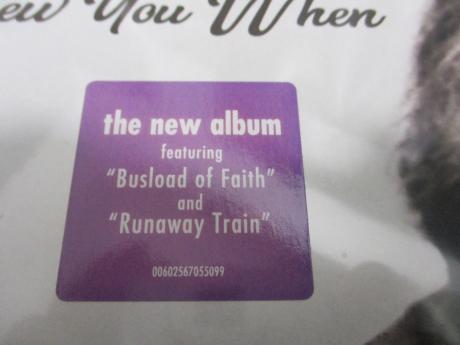 ew You When
the new album
featuring
"Busload of Faith"
and
"Runaway Train"
00602567055099